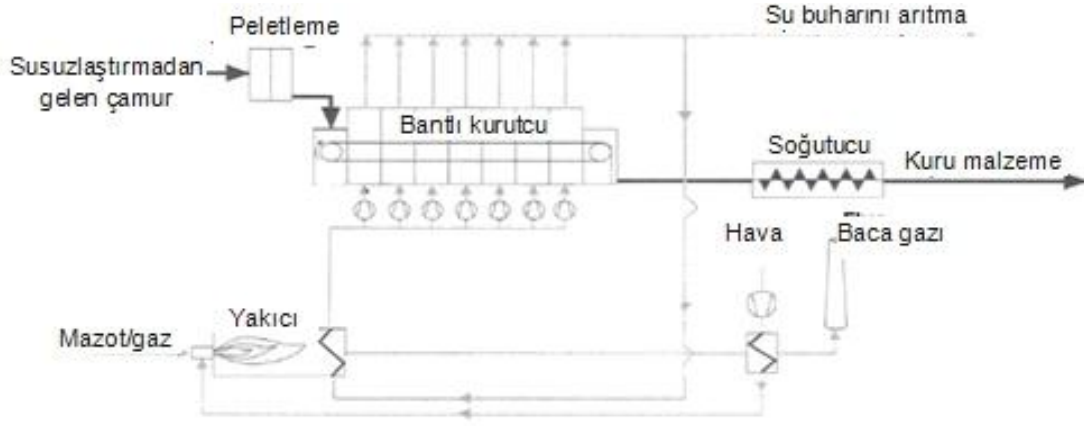 Su buharını arıtma
Peletleme
Susuzlaştırmadan
gelen çamur
Bantlı kurutcu
Soğutucu
Kuru malzeme
Hava
Baca gazı
Yakıcı
Mazot/gaz